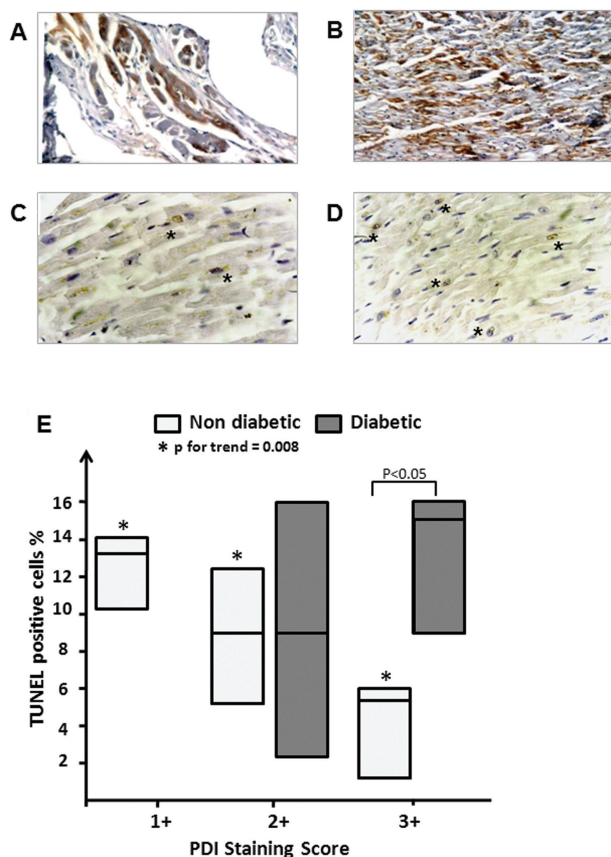 A
B
C
*
*
D
*
*
*
*
*
E
Non diabetic
Diabetic
* p for trend = 0.008
P<0.05
TUNEL positive cells %
16
14
12
10
8
6
4
2
*
*
*
1+
2+
3+
PDI Staining Score